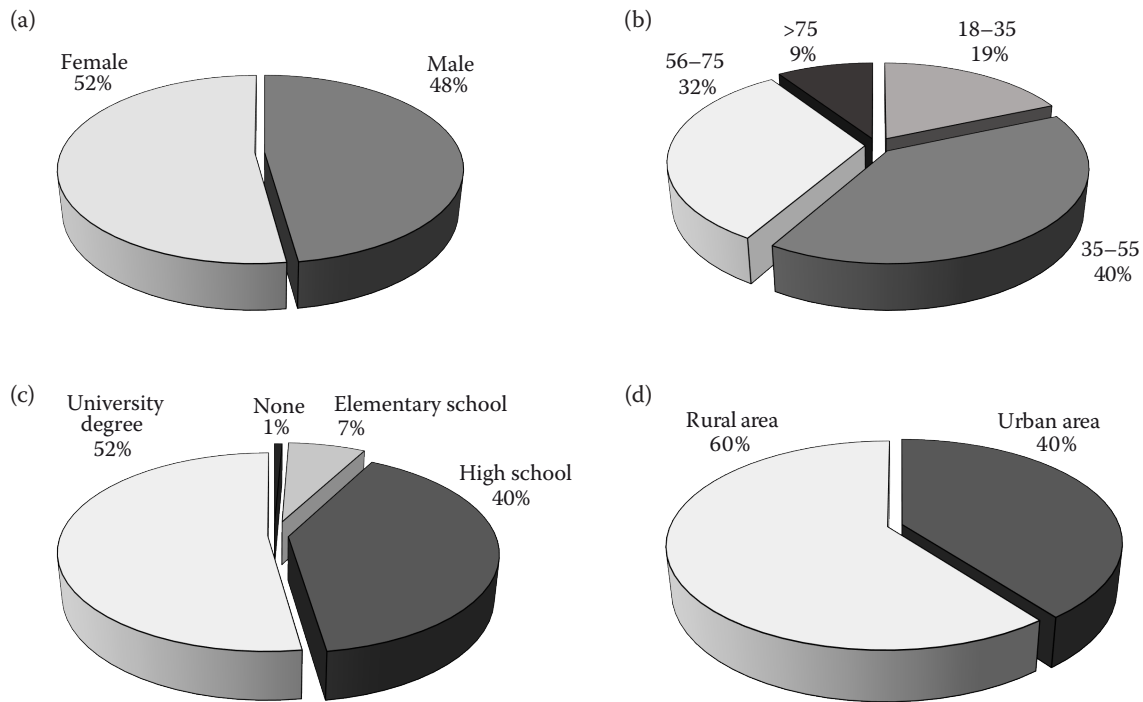 (a)
Female
52%
Male
48%
(b)
>75
9%
18–35
19%
56–75
32%
35–55
40%
(c)
University
degree
52%
None
1%
Elementary school
7%
High school
40%
(d)
Rural area
60%
Urban area
40%